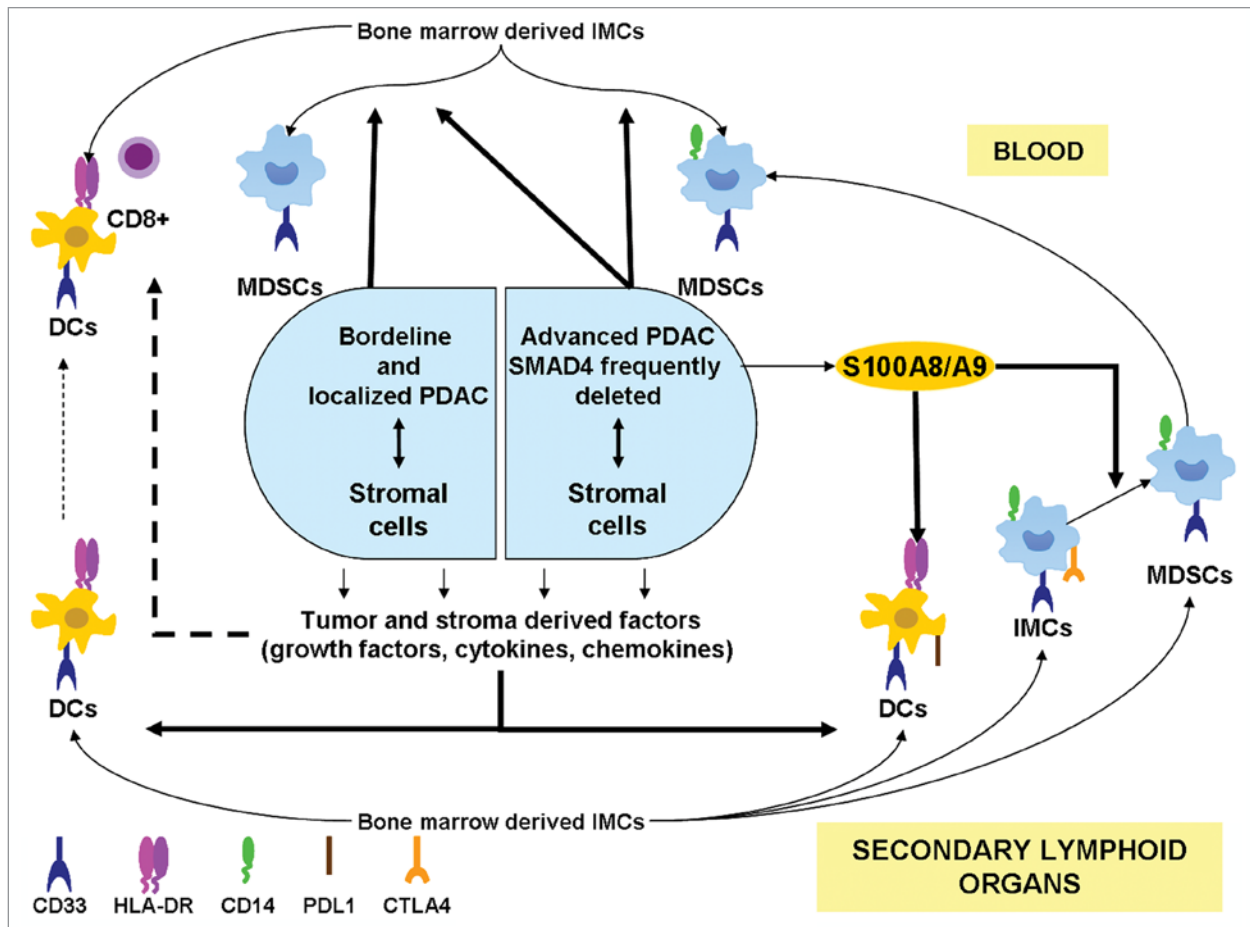 Bone marrow derived IMCs
BLOOD
CD8+
DCs
MDSCs
MDSCs
Bordeline
and
localized PDAC
Stromal
cells
Advanced PDAC
SMAD4 frequently
deleted
Stromal
cells
S100A8/A9
Tumor and stroma derived factors
(growth factors, cytokines, chemokines)
DCs
DCs
IMCs
MDSCs
Bone marrow derived IMCs
SECONDARY LYMPHOID
ORGANS
CD33
HLA-DR
CD14
PDL1
CTLA4